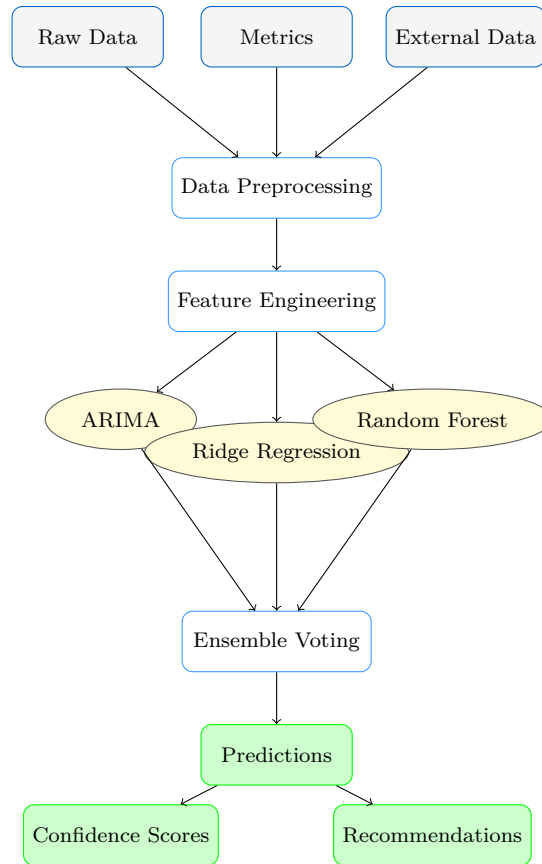 Raw Data
Metrics
External Data
Data Preprocessing
Feature Engineering
ARIMA
Ridge Regression
Random Forest
Ensemble Voting
Predictions
Confidence Scores
Recommendations